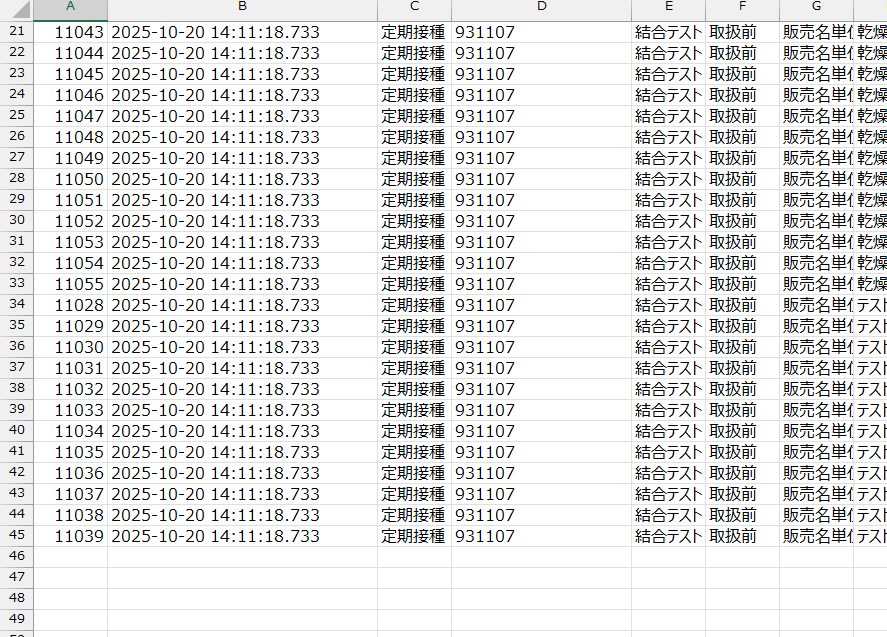 A B C D E F G
21 11043 2025-10-20 14:11:18.733 定期接種 931107 結合テスト 取扱前 販売名単位 乾燥
22 11044 2025-10-20 14:11:18.733 定期接種 931107 結合テスト 取扱前 販売名単位 乾燥
23 11045 2025-10-20 14:11:18.733 定期接種 931107 結合テスト 取扱前 販売名単位 乾燥
24 11046 2025-10-20 14:11:18.733 定期接種 931107 結合テスト 取扱前 販売名単位 乾燥
25 11047 2025-10-20 14:11:18.733 定期接種 931107 結合テスト 取扱前 販売名単位 乾燥
26 11048 2025-10-20 14:11:18.733 定期接種 931107 結合テスト 取扱前 販売名単位 乾燥
27 11049 2025-10-20 14:11:18.733 定期接種 931107 結合テスト 取扱前 販売名単位 乾燥
28 11050 2025-10-20 14:11:18.733 定期接種 931107 結合テスト 取扱前 販売名単位 乾燥
29 11051 2025-10-20 14:11:18.733 定期接種 931107 結合テスト 取扱前 販売名単位 乾燥
30 11052 2025-10-20 14:11:18.733 定期接種 931107 結合テスト 取扱前 販売名単位 乾燥
31 11053 2025-10-20 14:11:18.733 定期接種 931107 結合テスト 取扱前 販売名単位 乾燥
32 11054 2025-10-20 14:11:18.733 定期接種 931107 結合テスト 取扱前 販売名単位 乾燥
33 11055 2025-10-20 14:11:18.733 定期接種 931107 結合テスト 取扱前 販売名単位 乾燥
34 11028 2025-10-20 14:11:18.733 定期接種 931107 結合テスト 取扱前 販売名単位 テスト
35 11029 2025-10-20 14:11:18.733 定期接種 931107 結合テスト 取扱前 販売名単位 テスト
36 11030 2025-10-20 14:11:18.733 定期接種 931107 結合テスト 取扱前 販売名単位 テスト
37 11031 2025-10-20 14:11:18.733 定期接種 931107 結合テスト 取扱前 販売名単位 テスト
38 11032 2025-10-20 14:11:18.733 定期接種 931107 結合テスト 取扱前 販売名単位 テスト
39 11033 2025-10-20 14:11:18.733 定期接種 931107 結合テスト 取扱前 販売名単位 テスト
40 11034 2025-10-20 14:11:18.733 定期接種 931107 結合テスト 取扱前 販売名単位 テスト
41 11035 2025-10-20 14:11:18.733 定期接種 931107 結合テスト 取扱前 販売名単位 テスト
42 11036 2025-10-20 14:11:18.733 定期接種 931107 結合テスト 取扱前 販売名単位 テスト
43 11037 2025-10-20 14:11:18.733 定期接種 931107 結合テスト 取扱前 販売名単位 テスト
44 11038 2025-10-20 14:11:18.733 定期接種 931107 結合テスト 取扱前 販売名単位 テスト
45 11039 2025-10-20 14:11:18.733 定期接種 931107 結合テスト 取扱前 販売名単位 テスト
46
47
48
49